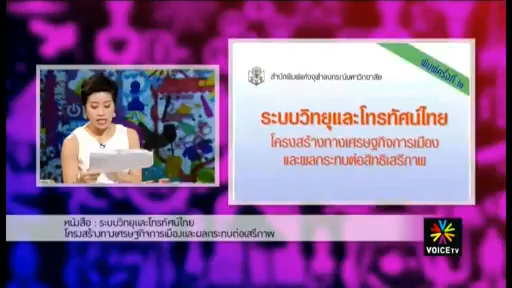 พิมพ์ครั้งที่ ๒
สำนักพิมพ์แห่งจุฬาลงกรณ์มหาวิทยาลัย
ระบบวิทยุและโทรทัศน์ไทย
โครงสร้างทางเศรษฐกิจการเมือง
และผลกระทบต่อสิทธิเสรีภาพ
หนังสือ : ระบบวิทยุและโทรทัศน์ไทย
โครงสร้างทางเศรษฐกิจการเมืองและผลกระทบต่อเสรีภาพ
VOICE TV